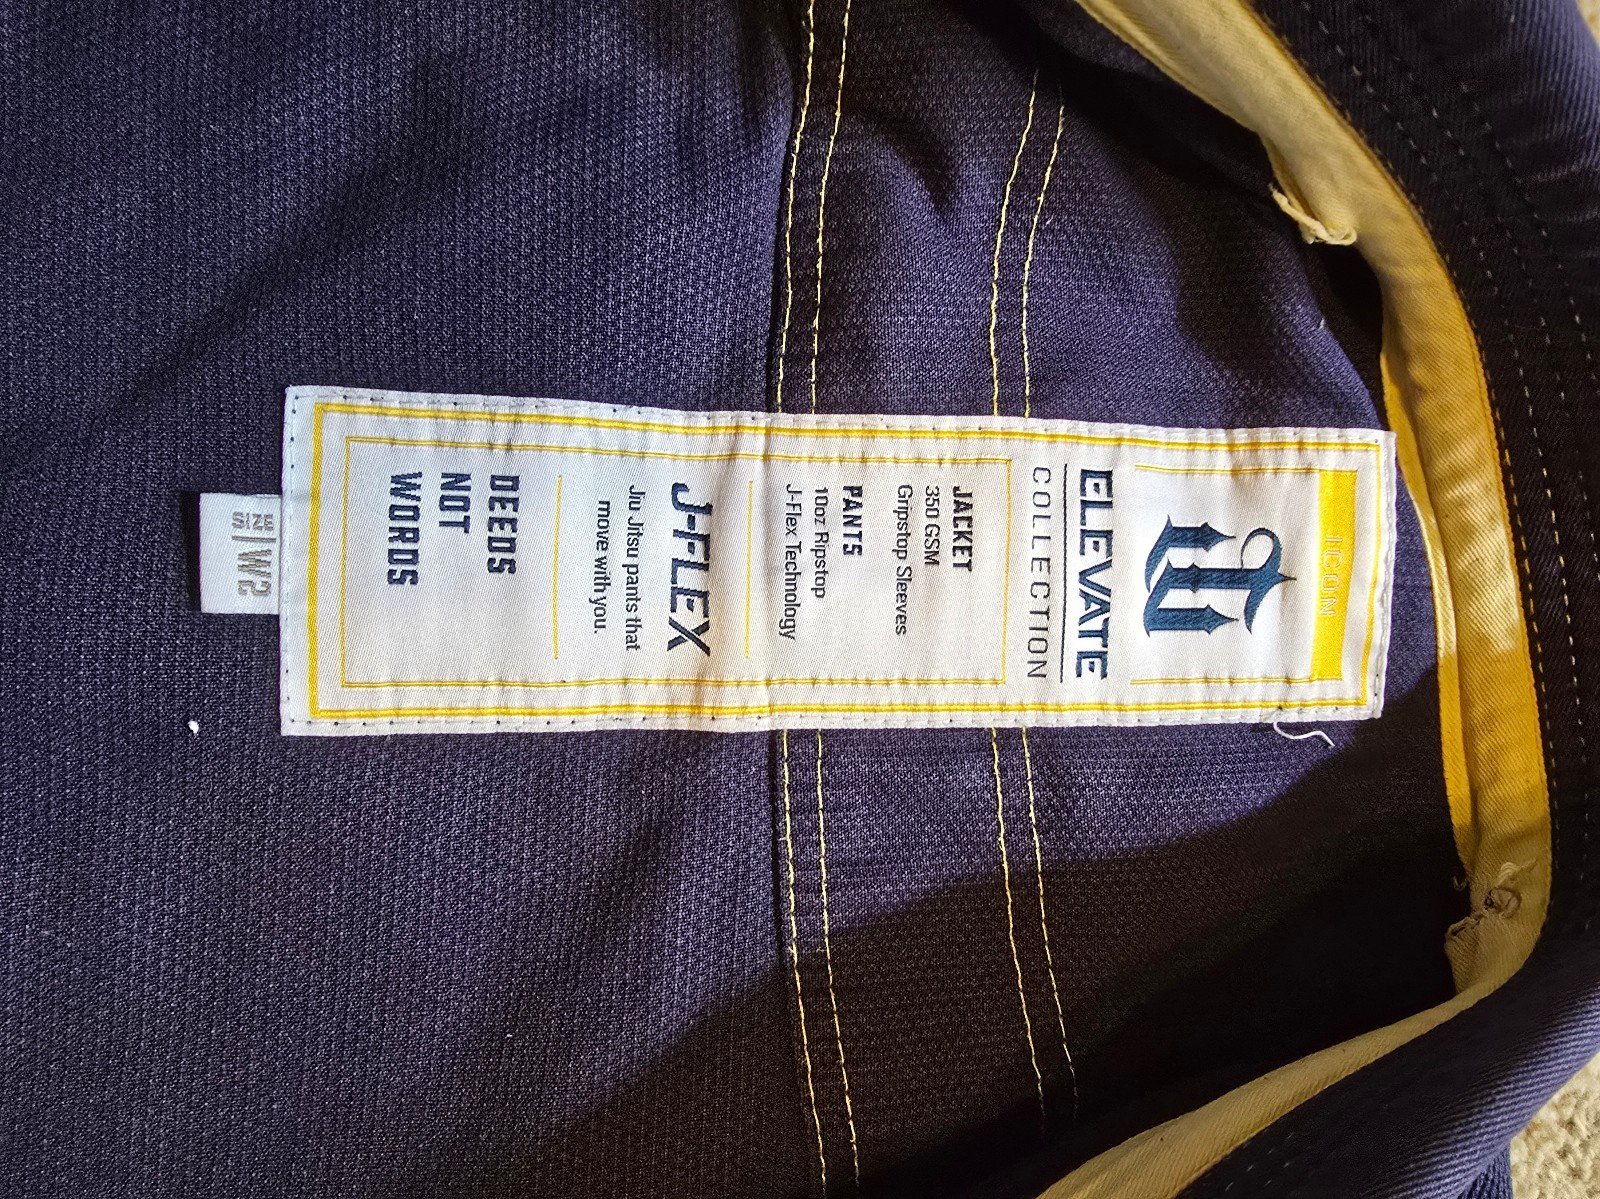 ICON
ELEVATE
COLLECTION
JACKET
350 GSM
Gripstop Sleeves
PANTS
10oz Ripstop
J-Flex Technology
J-FLEX
Jiu Jitsu pants that
move with you.
DEEDS
NOT
WORDS
SIZE | W2